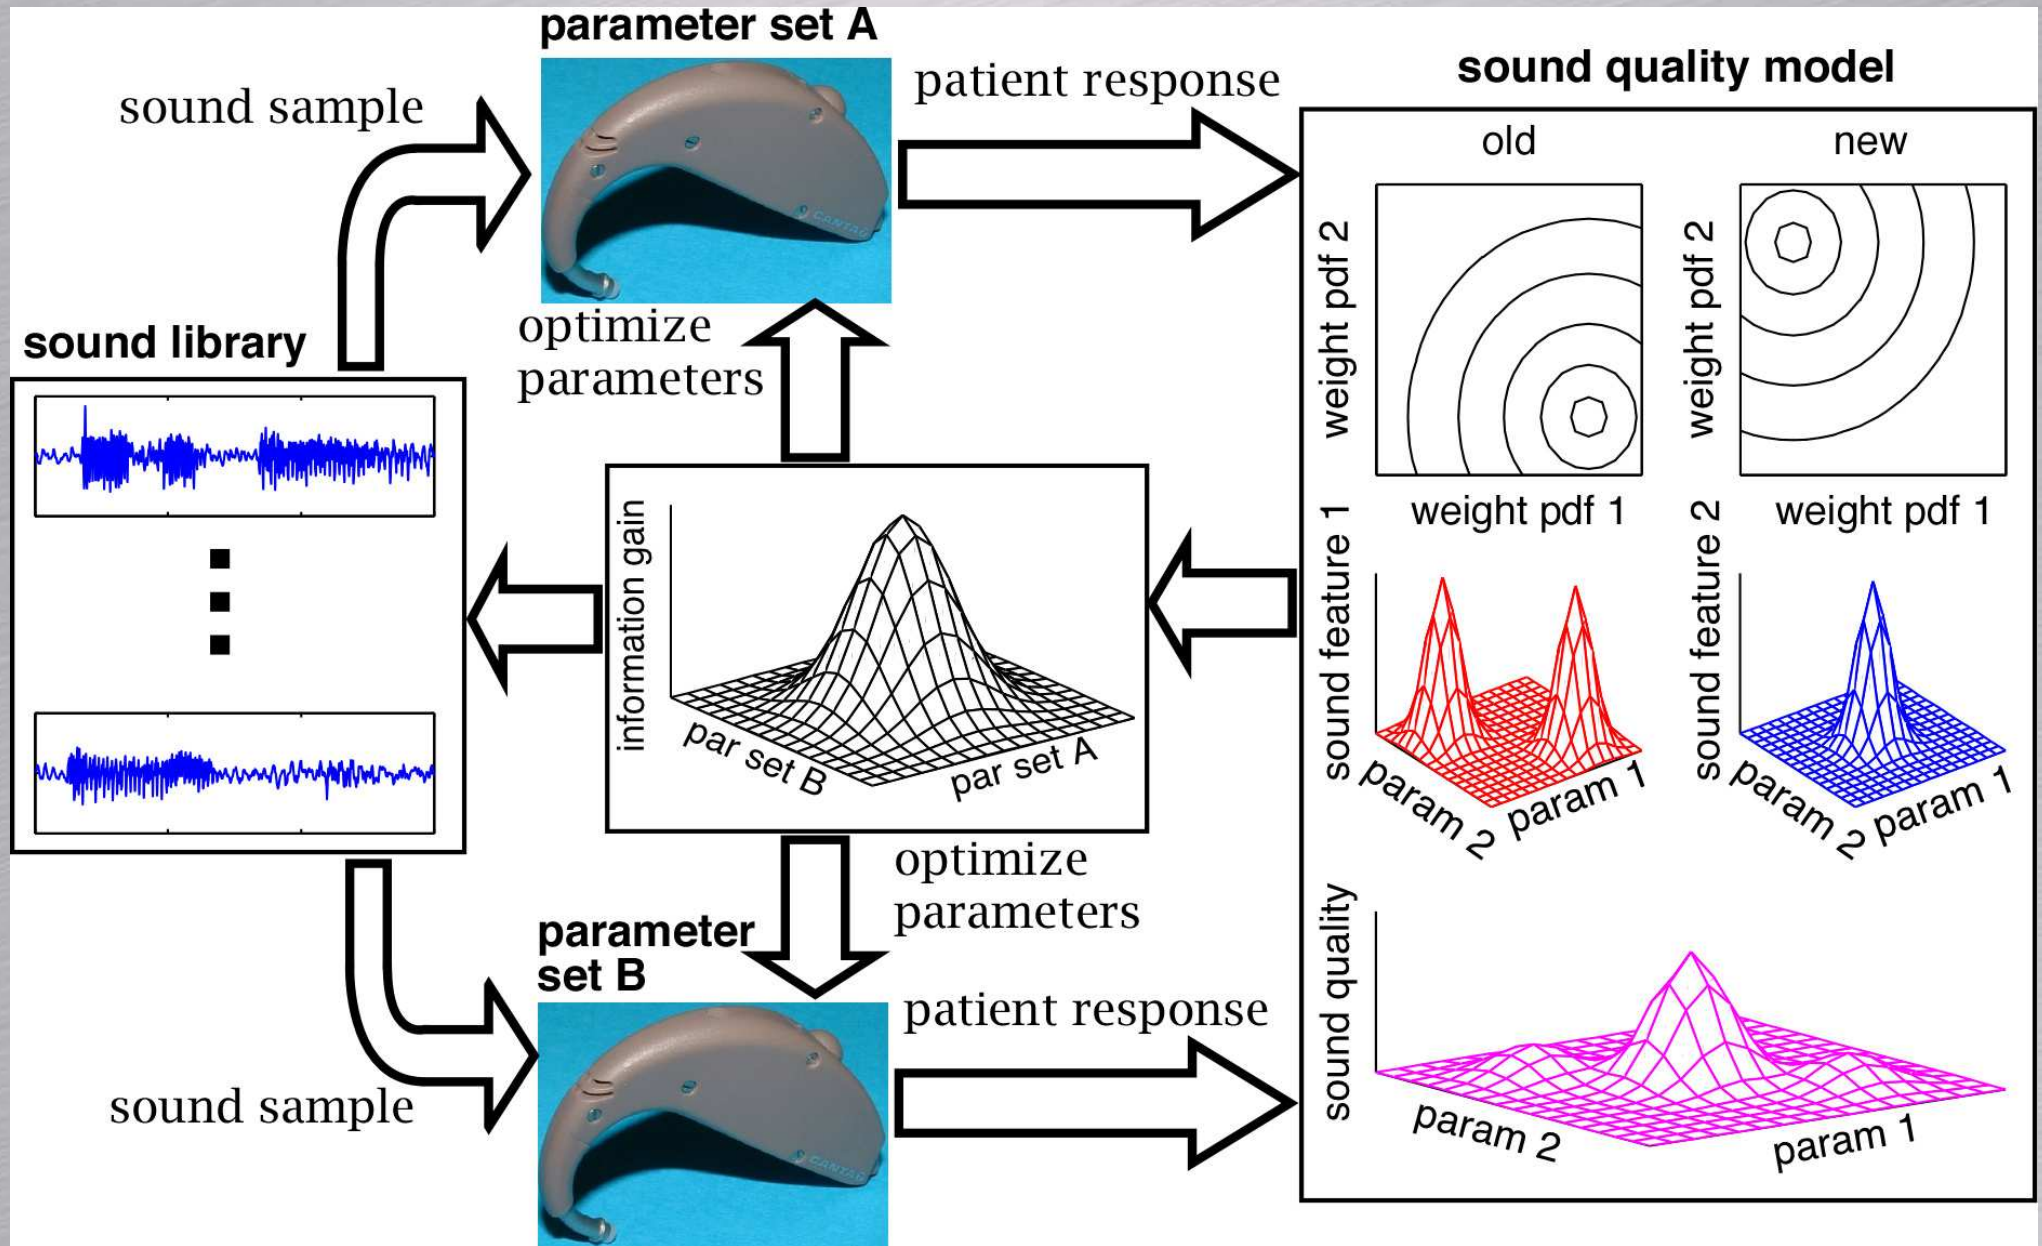 parameter set A
sound sample
patient response
sound quality model
old
new
weight pdf 2
weight pdf 2
weight pdf 1
weight pdf 1
CANTA6
optimize
parameters
sound library
information gain
par set B
par set A
sound feature 1
sound feature 2
param 2
param 1
param 2
param 1
optimize
parameters
parameter
set B
patient response
sound sample
CANTA6
sound quality
param 2
param 1